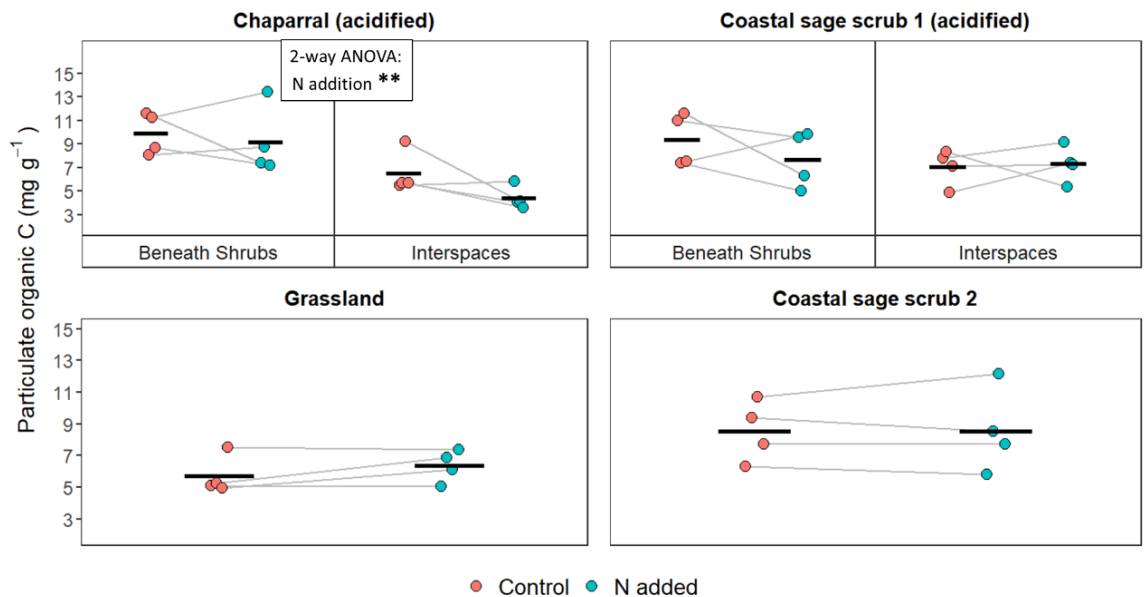 Chaparral (acidified)
Coastal sage scrub 1 (acidified)
2-way ANOVA:
N addition **
15
13
11
9
7
5
3
Beneath Shrubs
Interspaces
Beneath Shrubs
Interspaces
Particulate organic C (mg g⁻¹)
Grassland
Coastal sage scrub 2
15
13
11
9
7
5
3
Control
N added